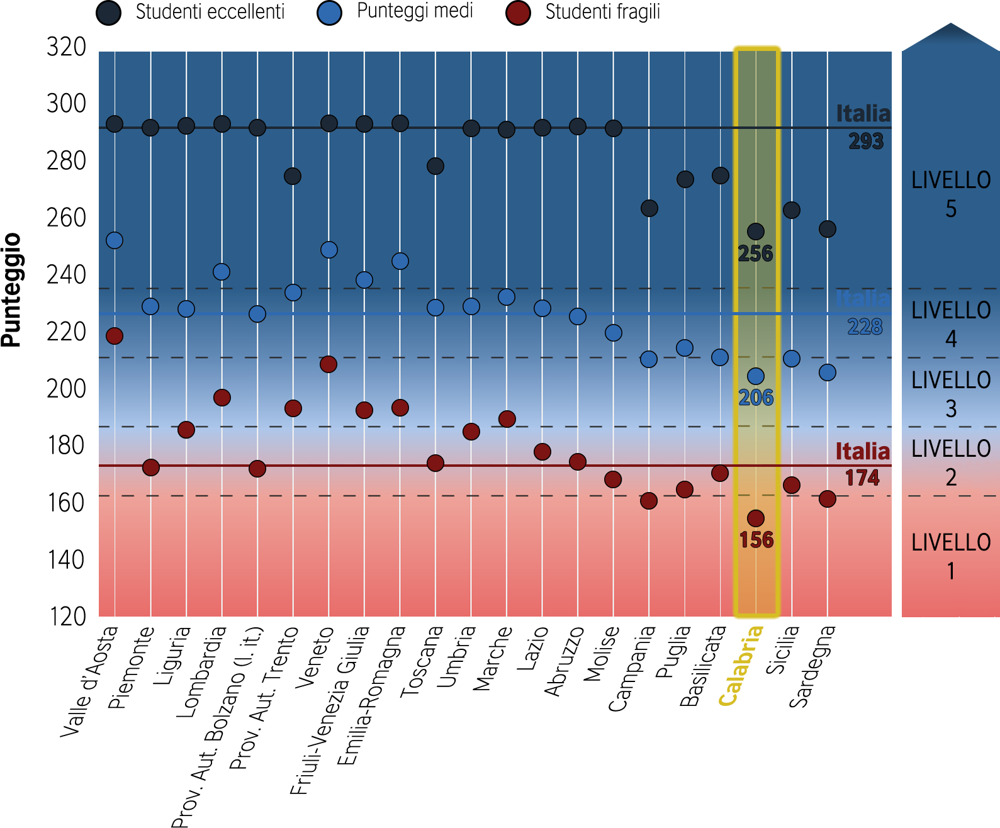 Studenti eccellenti
Punteggi medi
Studenti fragili
Punteggio
320
300
280
260
240
220
200
180
160
140
120
Italia
293
Italia
228
Italia
174
256
206
156
LIVELLO
5
LIVELLO
4
LIVELLO
3
LIVELLO
2
LIVELLO
1
Valle d'Aosta
Piemonte
Liguria
Lombardia
Prov. Aut. Bolzano (l. it.)
Prov. Aut. Trento
Veneto
Friuli-Venezia Giulia
Emilia-Romagna
Toscana
Umbria
Marche
Lazio
Abruzzo
Molise
Campania
Puglia
Basilicata
Calabria
Sicilia
Sardegna